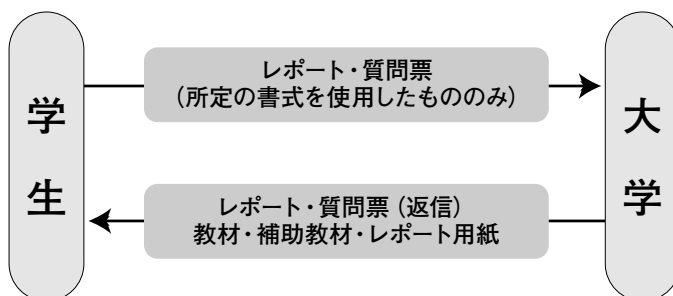 学生
レポート・質問票
（所定の書式を使用したもののみ）
大学
レポート・質問票（返信）
教材・補助教材・レポート用紙